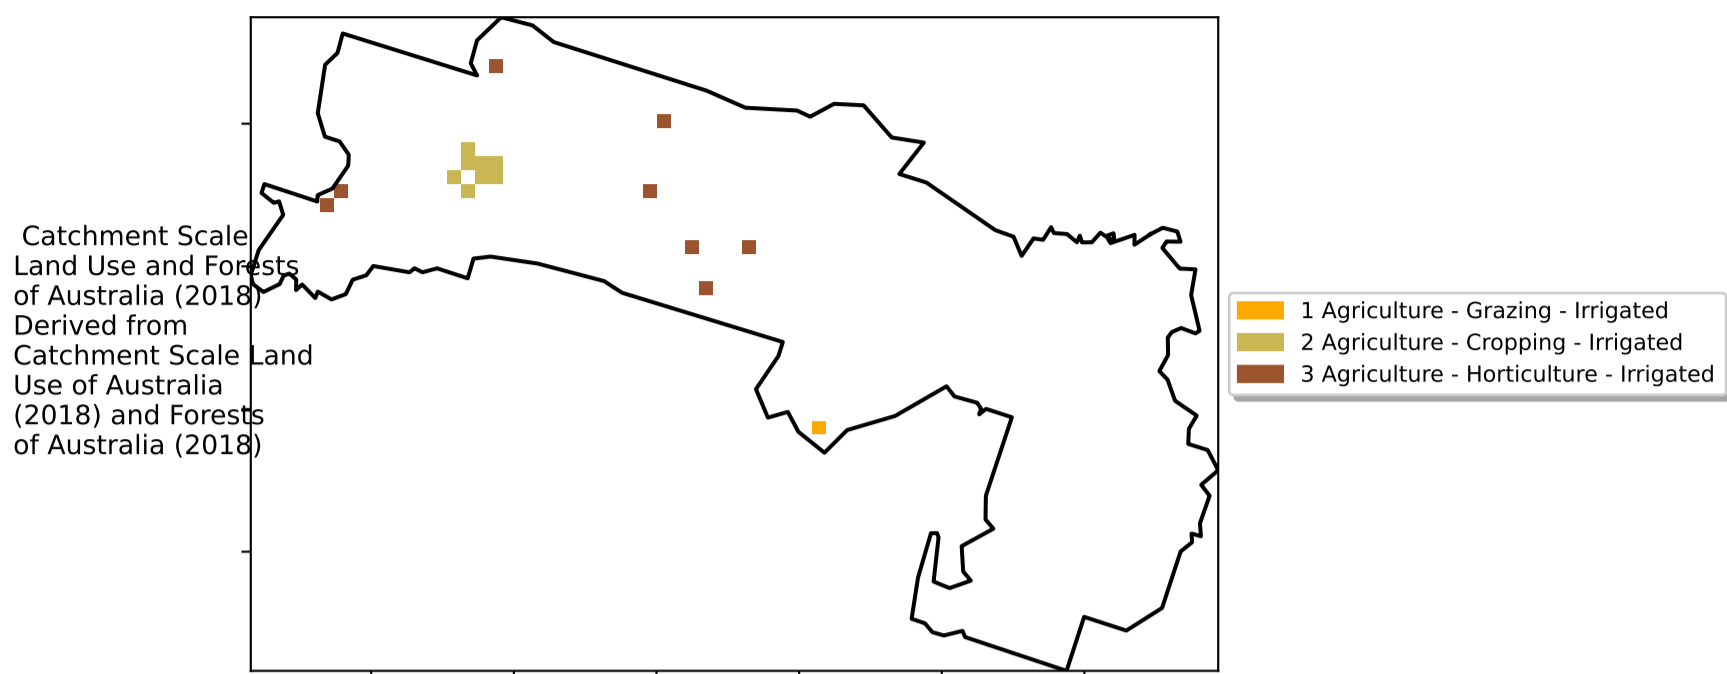 Catchment Scale
Land Use and Forests
of Australia (2018)
Derived from
Catchment Scale Land
Use of Australia
(2018) and Forests
of Australia (2018)
1 Agriculture - Grazing - Irrigated
2 Agriculture - Cropping - Irrigated
3 Agriculture - Horticulture - Irrigated